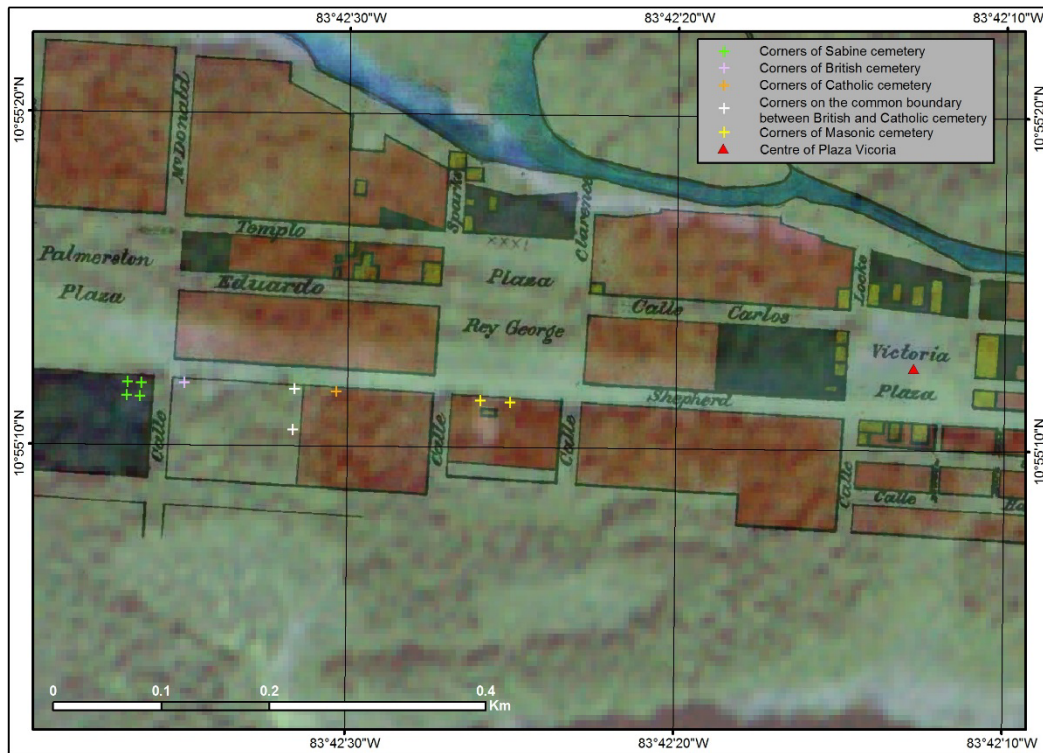 83°42'30"W
83°42'20"W
83°42'10"W
Corners of Sabine cemetery
Corners of British cemetery
Corners of Catholic cemetery
Corners on the common boundary
between British and Catholic cemetery
Corners of Masonic cemetery
Centre of Plaza Vicoria
10°55'20"N
10°55'20"N
McDonald
Sparks
Clarence
Templo
XXXI
Palmerston
Plaza
Locke
Plaza
Eduardo
Calle Carlos
Rey George
Victoria
Plaza
Shepherd
10°55'10"N
10°55'10"N
Calle
Calle
Calle
Calle
Calle
0 0.1 0.2 0.4
Km
83°42'30"W
83°42'20"W
83°42'10"W